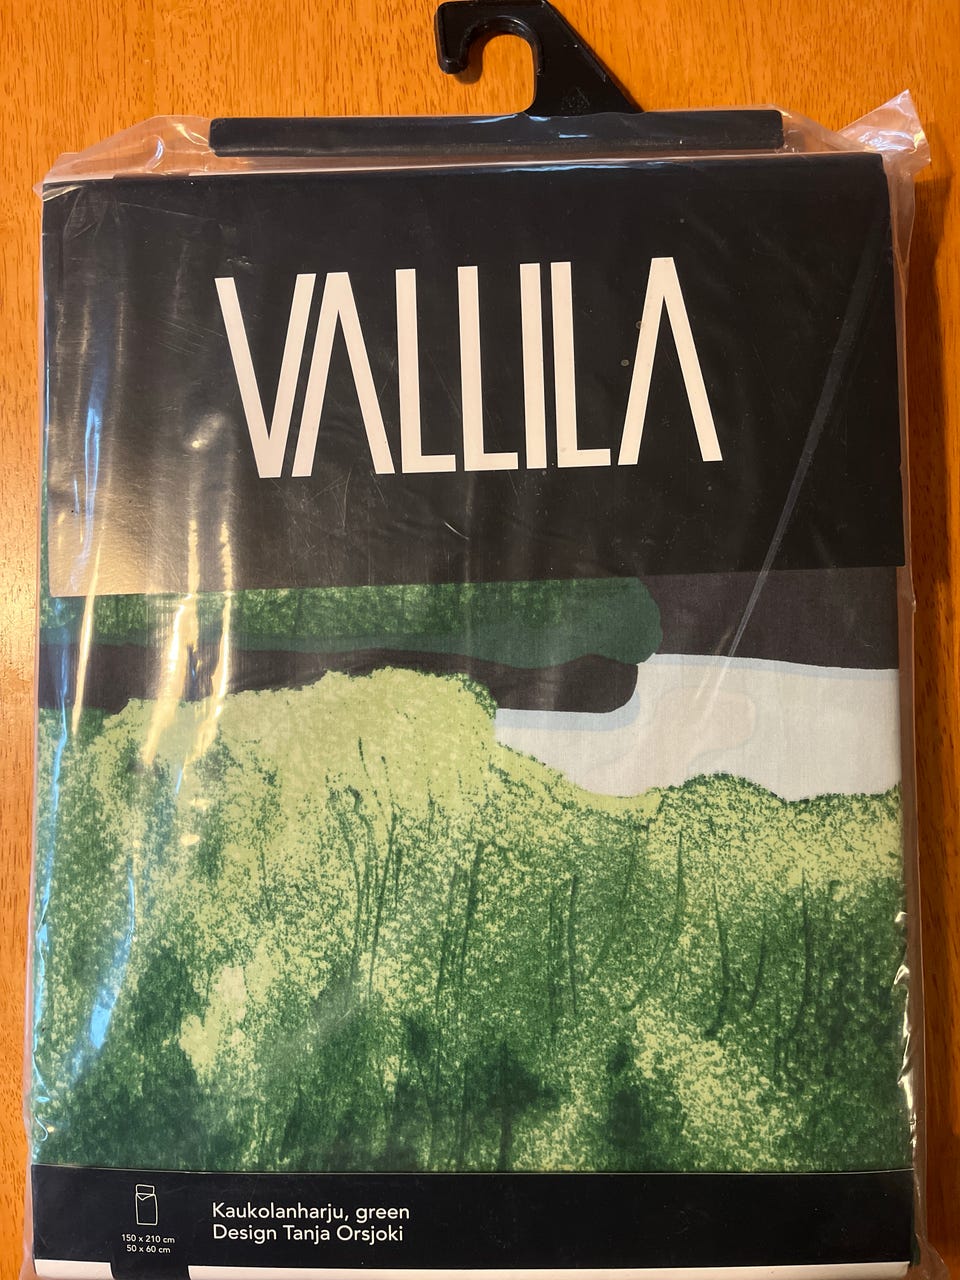 VALLILA
Kaukolanharju, green
Design Tanja Orsjoki
150 x 210 cm
50 x 60 cm